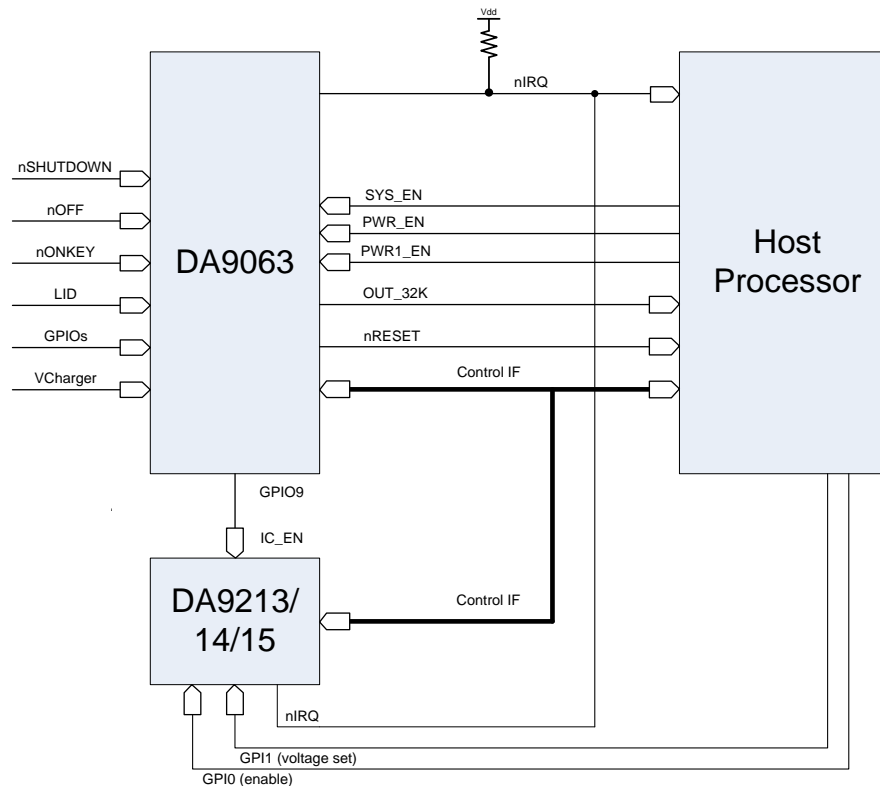 Vdd
nIRQ
nSHUTDOWN
nOFF
nONKEY
LID
GPIOs
VCharger
DA9063
SYS_EN
PWR_EN
PWR1_EN
OUT_32K
nRESET
Control IF
Host
Processor
GPIO9
IC_EN
DA9213/
14/15
Control IF
nIRQ
GPI1 (voltage set)
GPI0 (enable)